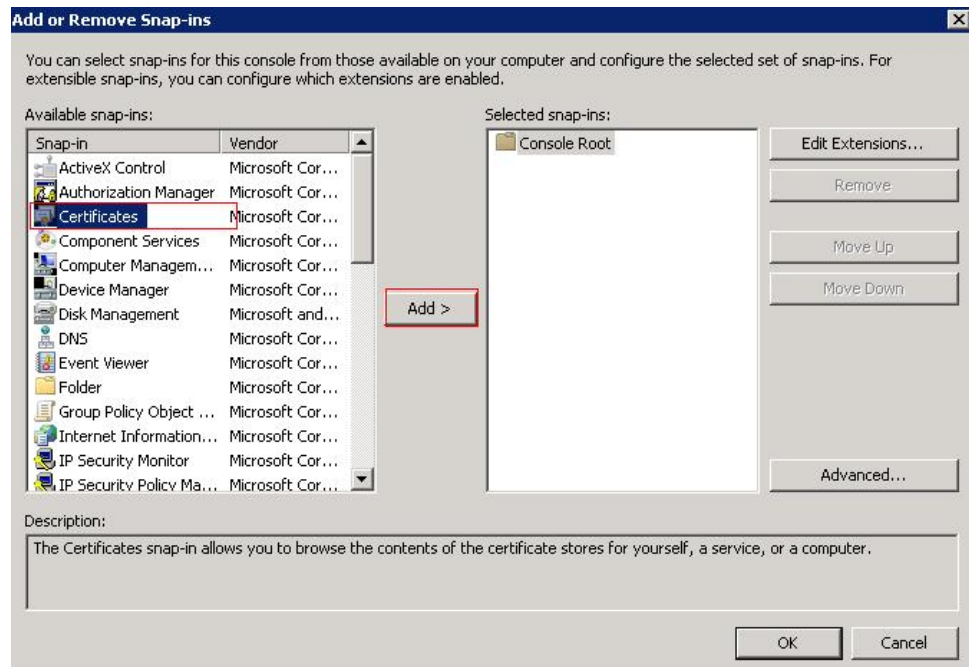 Add or Remove Snap-ins
You can select snap-ins for this console from those available on your computer and configure the selected set of snap-ins. For
extensible snap-ins, you can configure which extensions are enabled.
Available snap-ins:
Selected snap-ins:
Snap-in Vendor
ActiveX Control Microsoft Cor...
Authorization Manager Microsoft Cor...
Certificates Microsoft Cor...
Component Services Microsoft Cor...
Computer Managem... Microsoft Cor...
Device Manager Microsoft Cor...
Disk Management Microsoft and...
DNS Microsoft Cor...
Event Viewer Microsoft Cor...
Folder Microsoft Cor...
Group Policy Object ... Microsoft Cor...
Internet Information... Microsoft Cor...
IP Security Monitor Microsoft Cor...
IP Security Policy Ma... Microsoft Cor...
Add >
Console Root
Edit Extensions...
Remove
Move Up
Move Down
Advanced...
Description:
The Certificates snap-in allows you to browse the contents of the certificate stores for yourself, a service, or a computer.
OK
Cancel